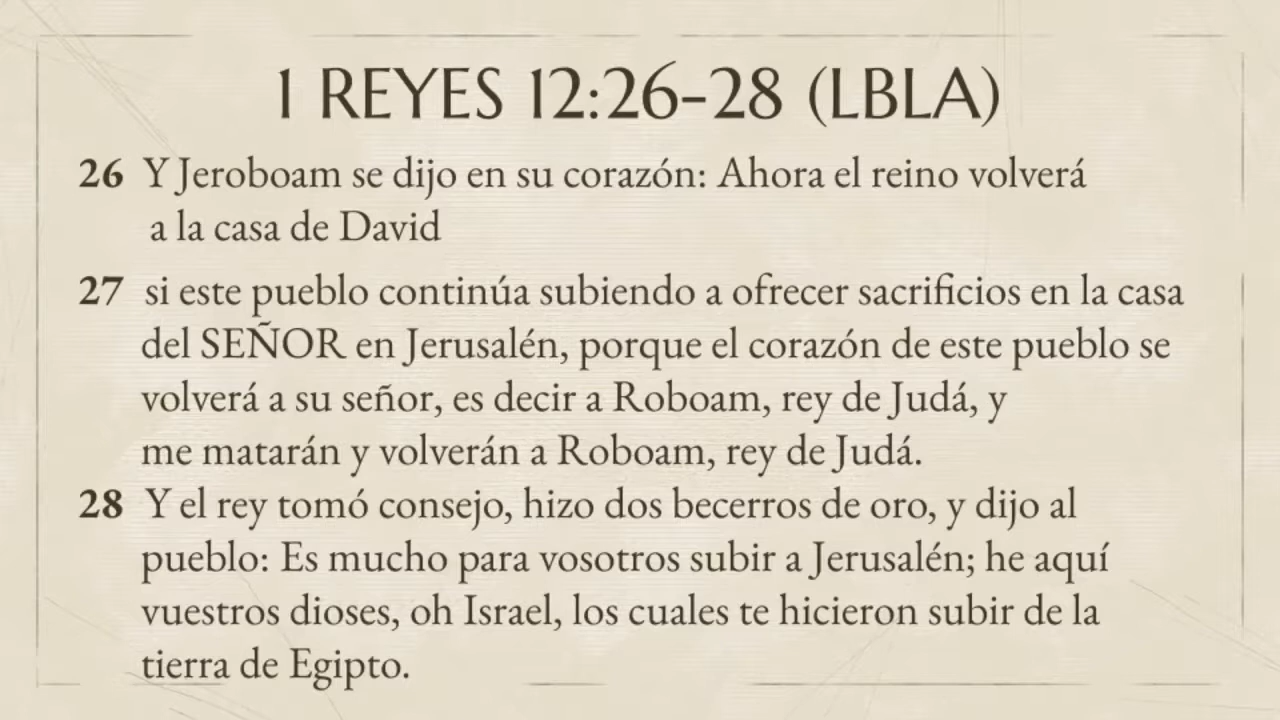 1 REYES 12:26-28 (LBLA)
26 Y Jeroboam se dijo en su corazón: Ahora el reino volverá
a la casa de David
27 si este pueblo continúa subiendo a ofrecer sacrificios en la casa
del SEÑOR en Jerusalén, porque el corazón de este pueblo se
volverá a su señor, es decir a Roboam, rey de Judá, y
me matarán y volverán a Roboam, rey de Judá.
28 Y el rey tomó consejo, hizo dos becerros de oro, y dijo al
pueblo: Es mucho para vosotros subir a Jerusalén; he aquí
vuestros dioses, oh Israel, los cuales te hicieron subir de la
tierra de Egipto.